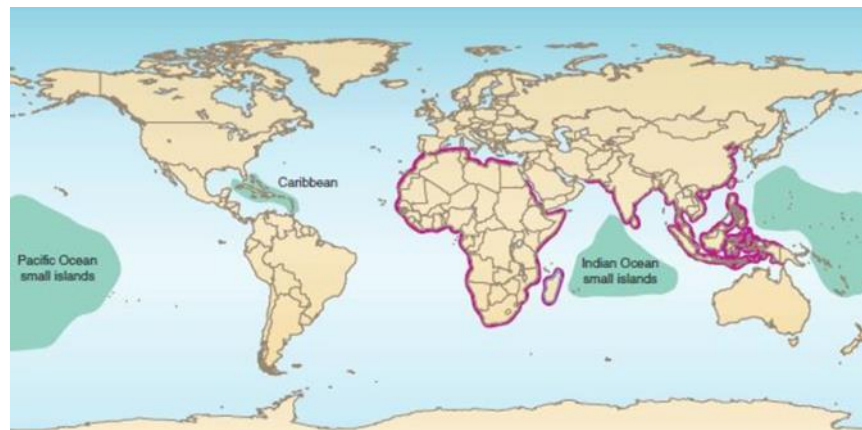 Caribbean
Pacific Ocean
small islands
Indian Ocean
small islands